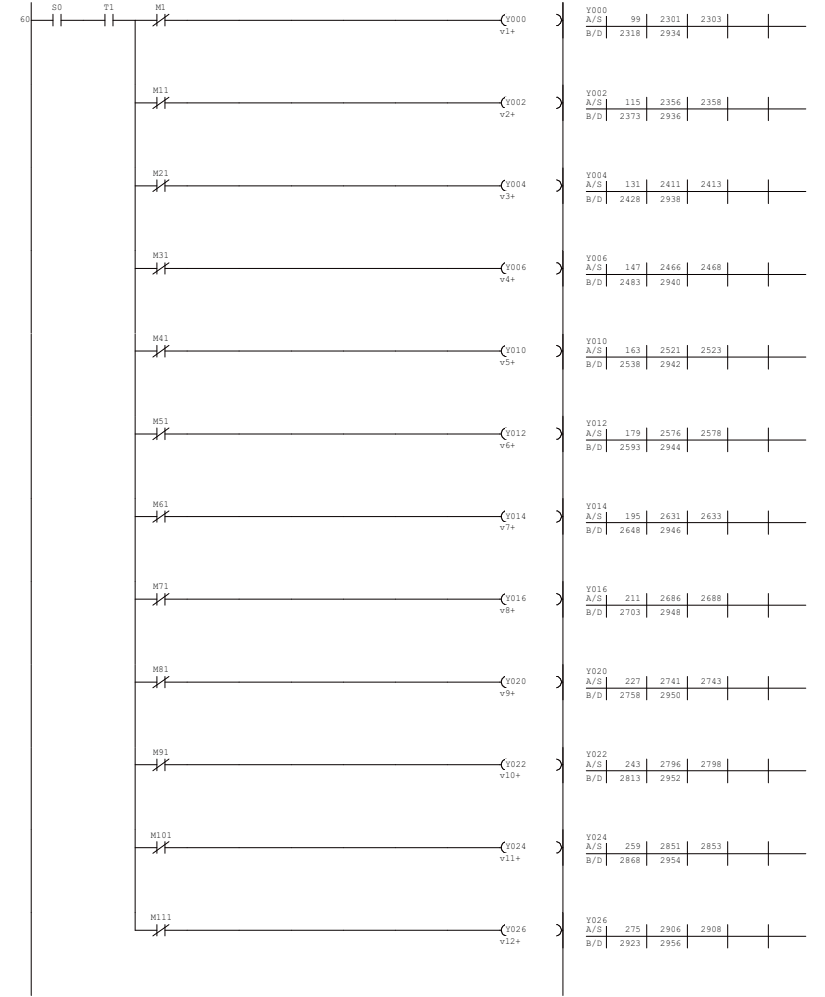 S0 T1 M1 Y000
60 Y000 A/S 99 2301 2303
v1+ B/D 2318 2934
M11 Y002
Y002 A/S 115 2356 2358
v2+ B/D 2373 2936
M21 Y004
Y004 A/S 131 2411 2413
v3+ B/D 2428 2938
M31 Y006
Y006 A/S 147 2466 2468
v4+ B/D 2483 2940
M41 Y010
Y010 A/S 163 2521 2523
v5+ B/D 2538 2942
M51 Y012
Y012 A/S 179 2576 2578
v6+ B/D 2593 2944
M61 Y014
Y014 A/S 195 2631 2633
v7+ B/D 2648 2946
M71 Y016
Y016 A/S 211 2686 2688
v8+ B/D 2703 2948
M81 Y020
Y020 A/S 227 2741 2743
v9+ B/D 2758 2950
M91 Y022
Y022 A/S 243 2796 2798
v10+ B/D 2813 2952
M101 Y024
Y024 A/S 259 2851 2853
v11+ B/D 2868 2954
M111 Y026
Y026 A/S 275 2906 2908
v12+ B/D 2923 2956